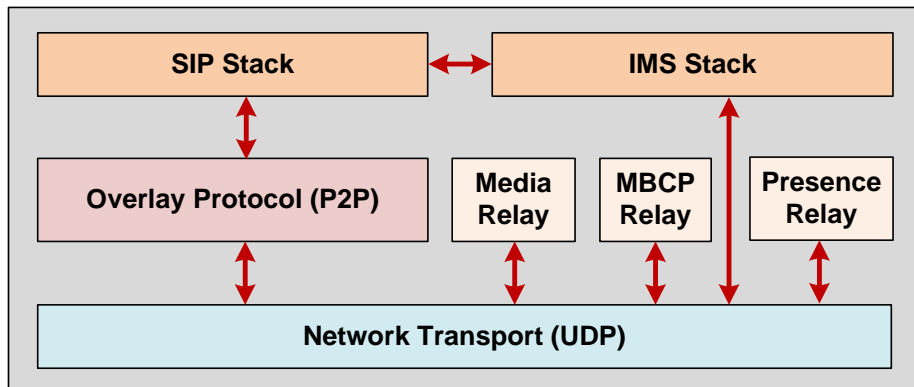 SIP Stack
IMS Stack
Overlay Protocol (P2P)
Media
Relay
MBCP
Relay
Presence
Relay
Network Transport (UDP)